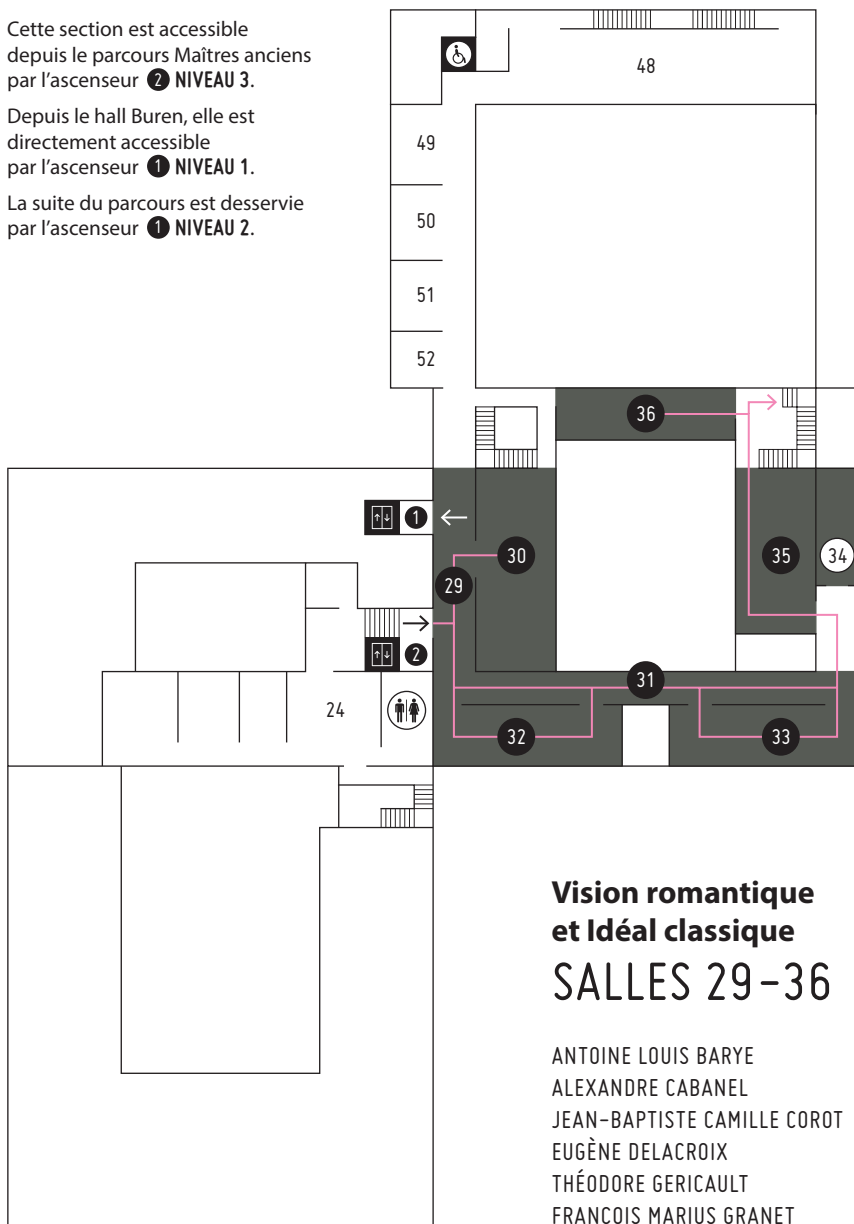 Cette section est accessible
depuis le parcours Maîtres anciens
par l'ascenseur 2 NIVEAU 3.
Depuis le hall Buren, elle est
directement accessible
par l'ascenseur 1 NIVEAU 1.
La suite du parcours est desservie
par l'ascenseur 1 NIVEAU 2.
48
49
50
51
52
36
1
30
35
34
29
2
31
24
32
33
Vision romantique
et Idéal classique
SALLES 29–36
ANTOINE LOUIS BARYE
ALEXANDRE CABANEL
JEAN-BAPTISTE CAMILLE COROT
EUGÈNE DELACROIX
THÉODORE GERICAULT
FRANÇOIS MARIUS GRANET